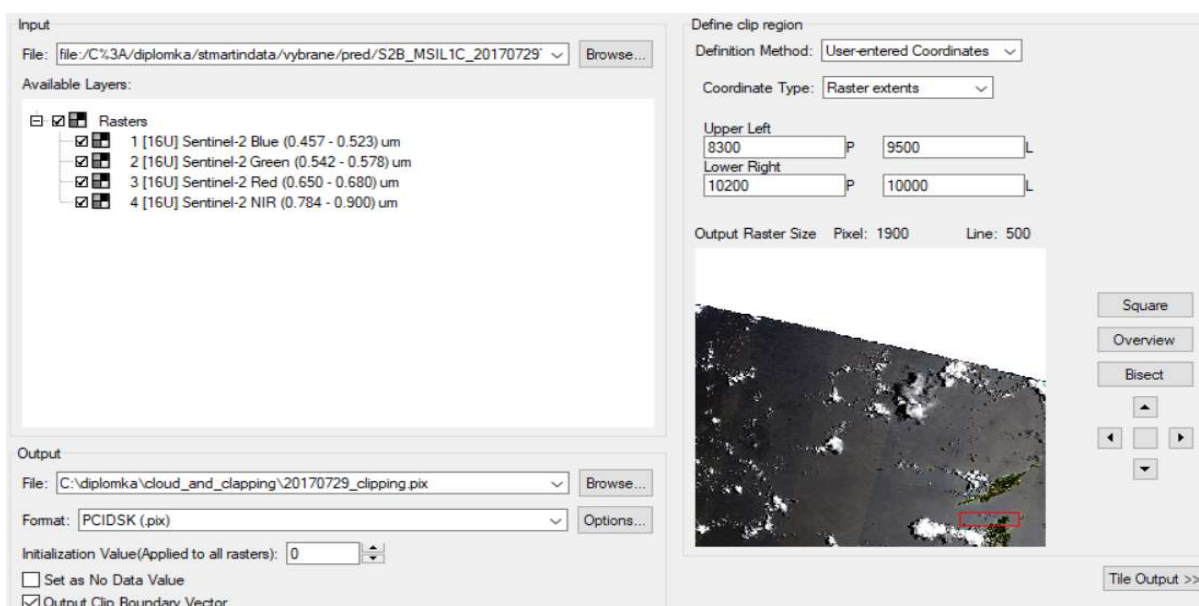 Input
File: file:/C%3A/diplomka/stmartindata/vybrane/pred/S2B_MSIL1C_20170729 Browse...
Available Layers:
Rasters
1 [16U] Sentinel-2 Blue (0.457 - 0.523) um
2 [16U] Sentinel-2 Green (0.542 - 0.578) um
3 [16U] Sentinel-2 Red (0.650 - 0.680) um
4 [16U] Sentinel-2 NIR (0.784 - 0.900) um
Output
File: C:\diplomka\cloud_and_clapping\20170729_clipping.pix Browse...
Format: PCIDSK (.pix) Options...
Initialization Value(Applied to all rasters): 0
Set as No Data Value
Output Clip Boundary Vector
Define clip region
Definition Method: User-entered Coordinates
Coordinate Type: Raster extents
Upper Left
8300 P 9500 L
Lower Right
10200 P 10000 L
Output Raster Size Pixel: 1900 Line: 500
Square
Overview
Bisect
Tile Output >>